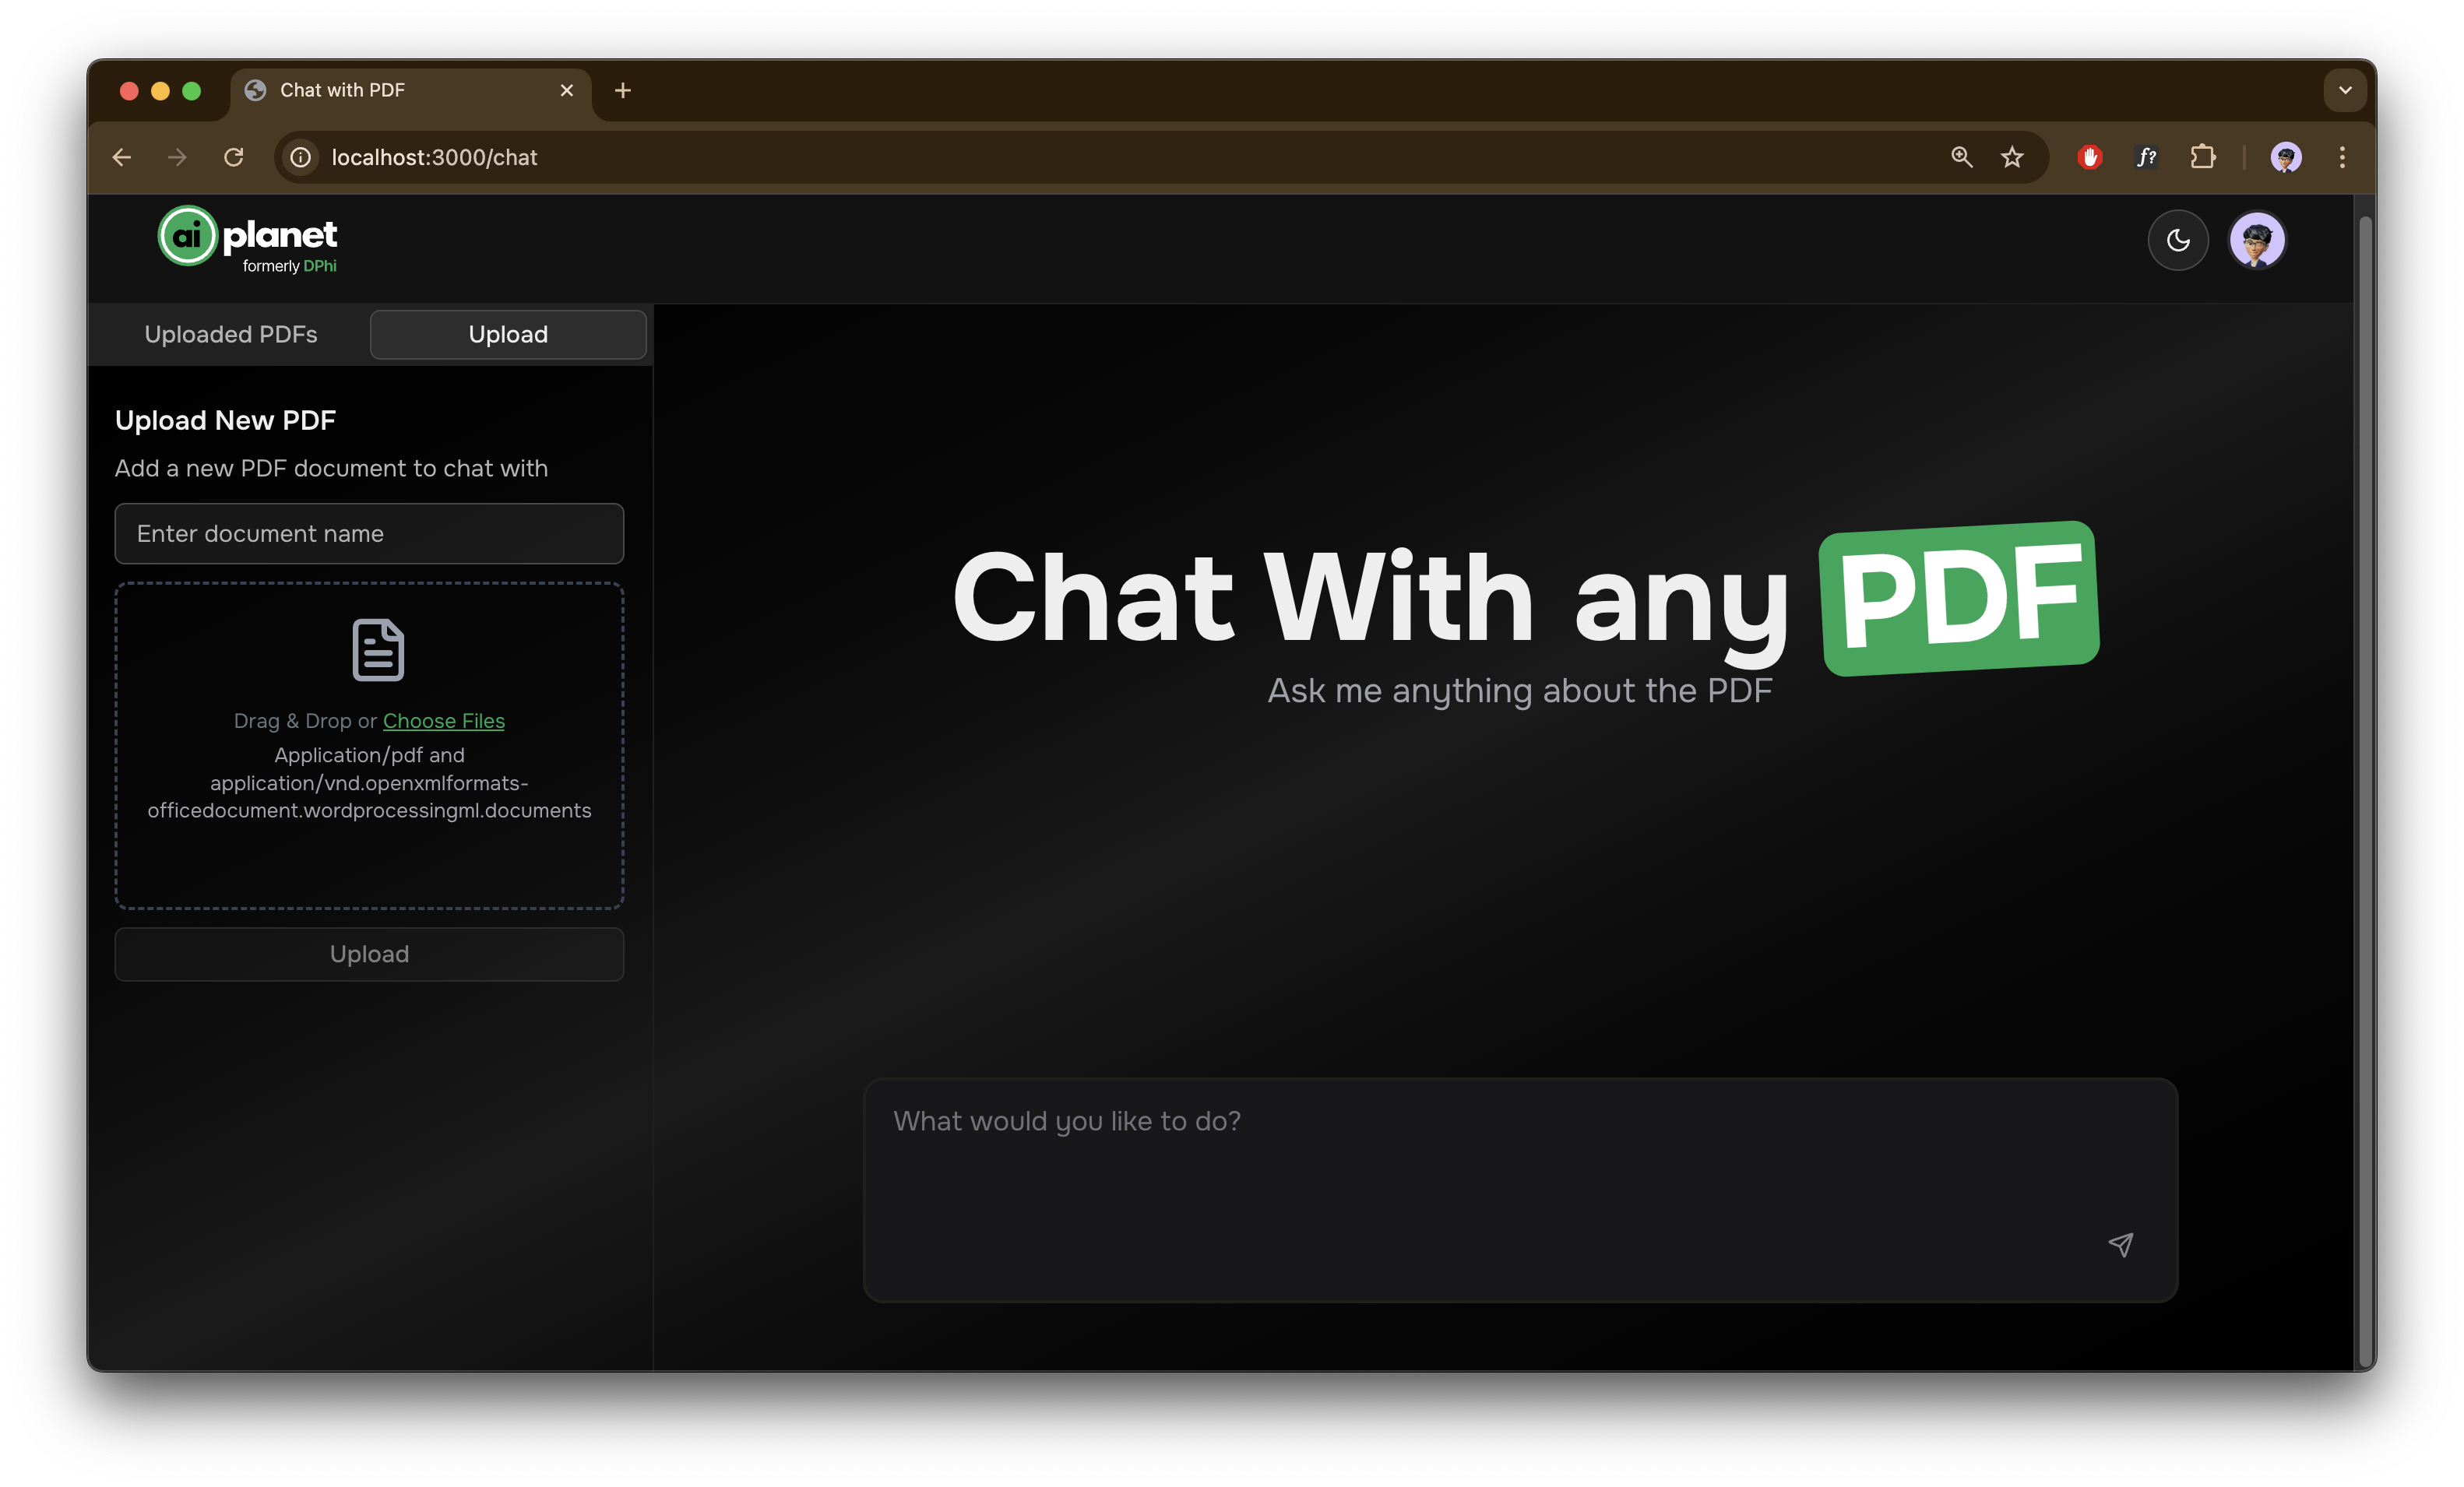 Chat with PDF
localhost:3000/chat
f?
ai planet
formerly DPhi
Uploaded PDFs
Upload
Upload New PDF
Add a new PDF document to chat with
Enter document name
Drag & Drop or Choose Files
Application/pdf and
application/vnd.openxmlformats-
officedocument.wordprocessingml.documents
Upload
Chat With any PDF
Ask me anything about the PDF
What would you like to do?